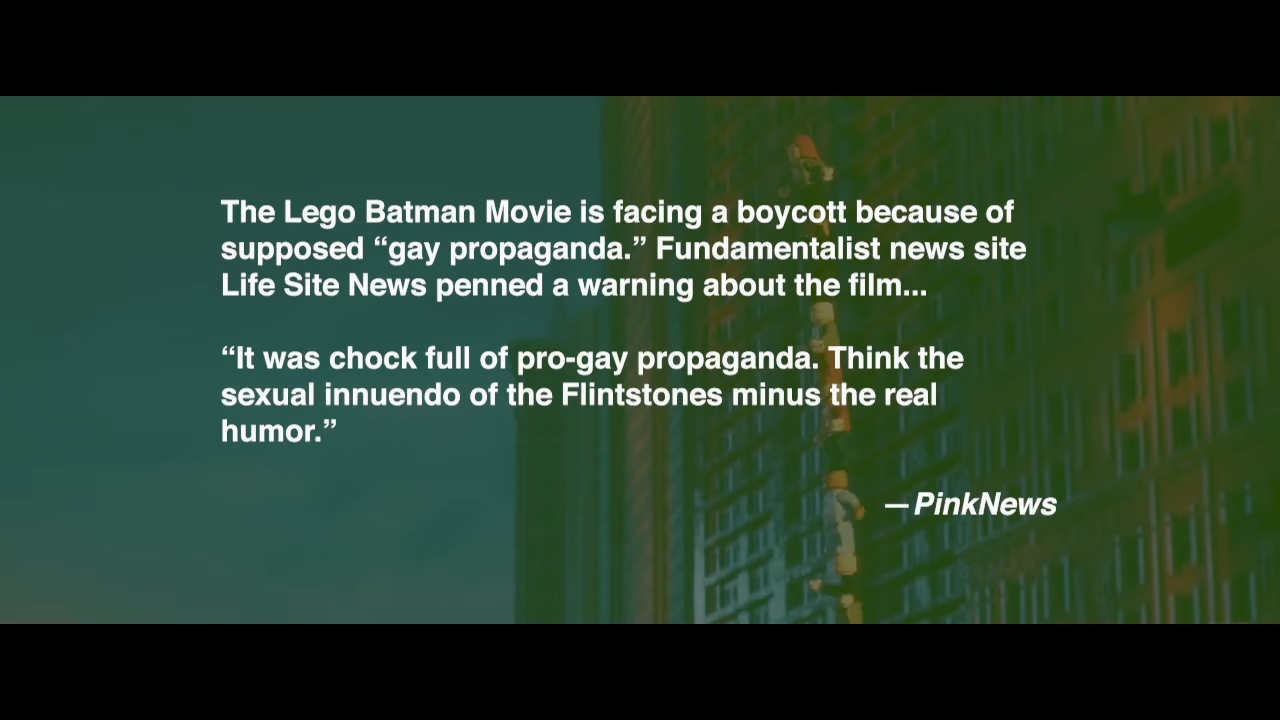 The Lego Batman Movie is facing a boycott because of
supposed “gay propaganda.” Fundamentalist news site
Life Site News penned a warning about the film...
“It was chock full of pro-gay propaganda. Think the
sexual innuendo of the Flintstones minus the real
humor.”
—PinkNews